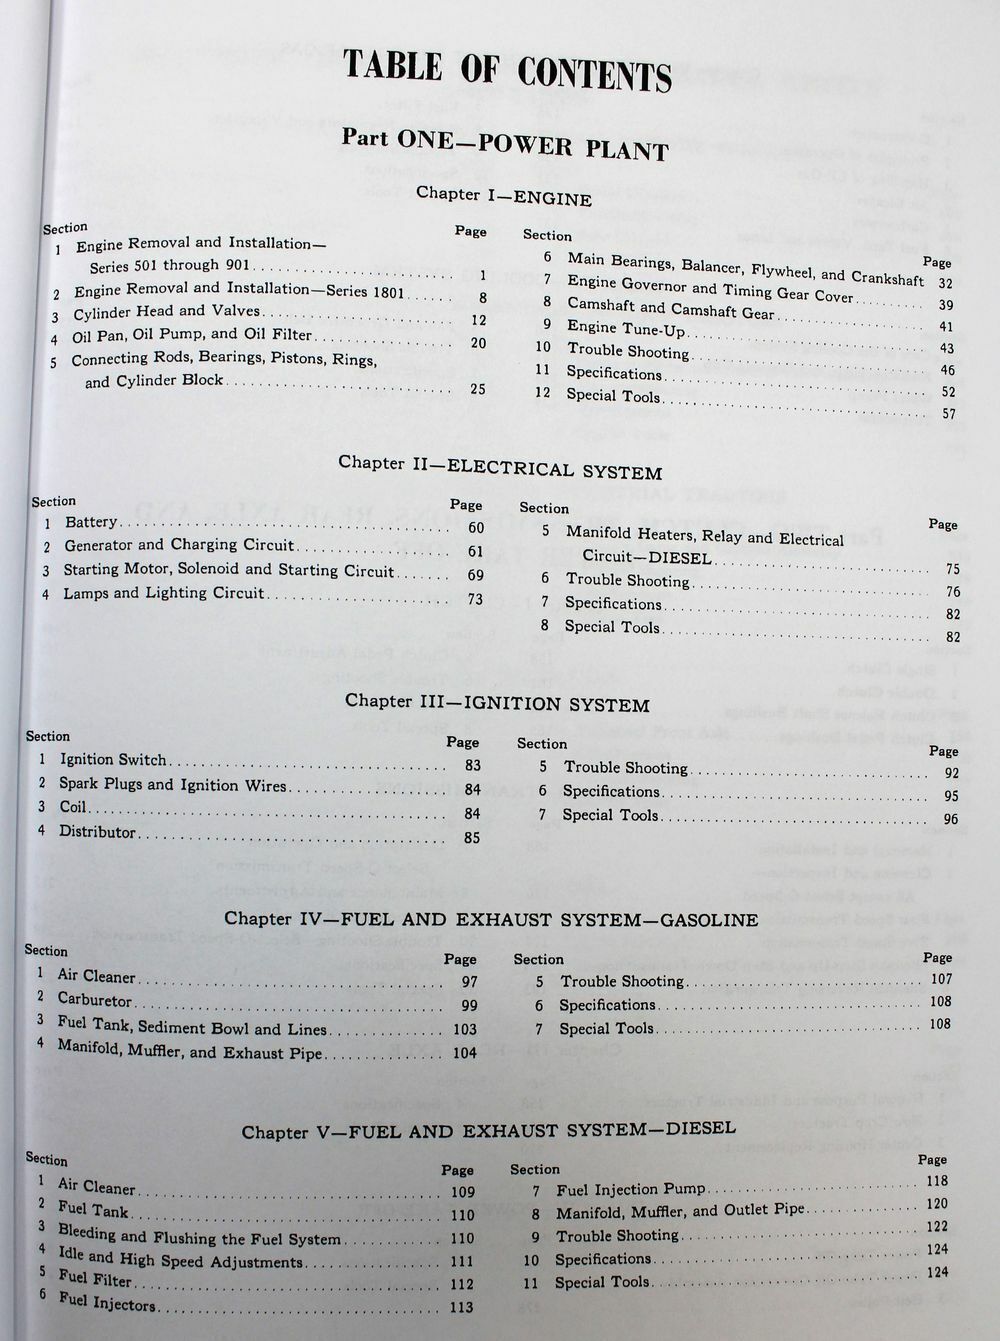 TABLE OF CONTENTS
Part ONE—POWER PLANT
Chapter I—ENGINE
Section Page
1 Engine Removal and Installation—
Series 501 through 901 1
2 Engine Removal and Installation—Series 1801 8
3 Cylinder Head and Valves 12
4 Oil Pan, Oil Pump, and Oil Filter 20
5 Connecting Rods, Bearings, Pistons, Rings,
and Cylinder Block 25
Section Page
6 Main Bearings, Balancer, Flywheel, and Crankshaft 32
7 Engine Governor and Timing Gear Cover 39
8 Camshaft and Camshaft Gear 41
9 Engine Tune-Up 43
10 Trouble Shooting 46
11 Specifications 52
12 Special Tools 57
Chapter II—ELECTRICAL SYSTEM
Section Page
1 Battery 60
2 Generator and Charging Circuit 61
3 Starting Motor, Solenoid and Starting Circuit 69
4 Lamps and Lighting Circuit 73
Section Page
5 Manifold Heaters, Relay and Electrical
Circuit—DIESEL 75
6 Trouble Shooting 76
7 Specifications 82
8 Special Tools 82
Chapter III—IGNITION SYSTEM
Section Page
1 Ignition Switch 83
2 Spark Plugs and Ignition Wires 84
3 Coil 84
4 Distributor 85
Section Page
5 Trouble Shooting 92
6 Specifications 95
7 Special Tools 96
Chapter IV—FUEL AND EXHAUST SYSTEM—GASOLINE
Section Page
1 Air Cleaner 97
2 Carburetor 99
3 Fuel Tank, Sediment Bowl and Lines 103
4 Manifold, Muffler, and Exhaust Pipe 104
Section Page
5 Trouble Shooting 107
6 Specifications 108
7 Special Tools 108
Chapter V—FUEL AND EXHAUST SYSTEM—DIESEL
Section Page
1 Air Cleaner 109
2 Fuel Tank 110
3 Bleeding and Flushing the Fuel System 110
4 Idle and High Speed Adjustments 111
5 Fuel Filter 112
6 Fuel Injectors 113
Section Page
7 Fuel Injection Pump 118
8 Manifold, Muffler, and Outlet Pipe 120
9 Trouble Shooting 122
10 Specifications 124
11 Special Tools 124